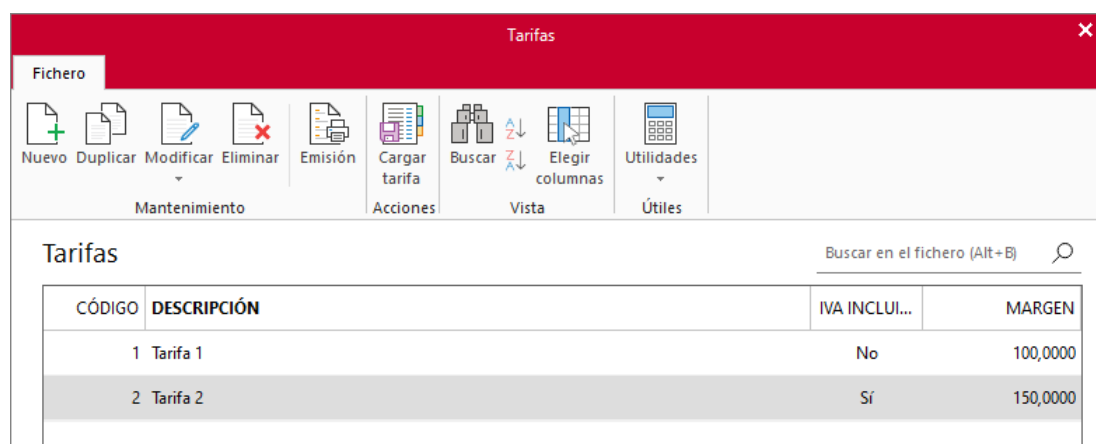 Tarifas
Fichero
Nuevo Duplicar Modificar Eliminar Emisión Cargar tarifa Buscar Elegir columnas Utilidades
Mantenimiento Acciones Vista Útiles
Tarifas Buscar en el fichero (Alt+B)
CÓDIGO DESCRIPCIÓN IVA INCLUI... MARGEN
1 Tarifa 1 No 100,0000
2 Tarifa 2 Sí 150,0000